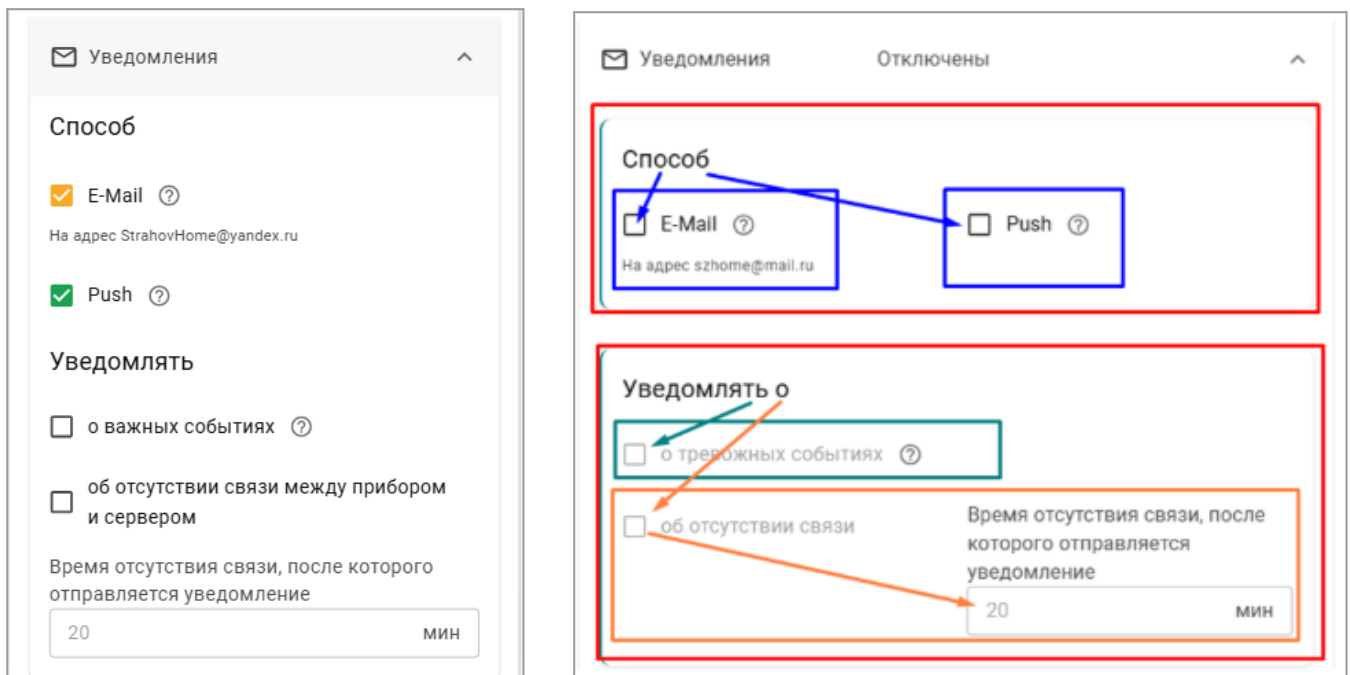 Уведомления
Способ
E-Mail
На адрес StrahovHome@yandex.ru
Push
Уведомлять
о важных событиях
об отсутствии связи между прибором
и сервером
Время отсутствия связи, после которого
отправляется уведомление
20 мин
Уведомления Отключены
Способ
E-Mail Push
На адрес szhome@mail.ru
Уведомлять о
о тревожных событиях
об отсутствии связи
Время отсутствия связи, после
которого отправляется
уведомление
20 мин